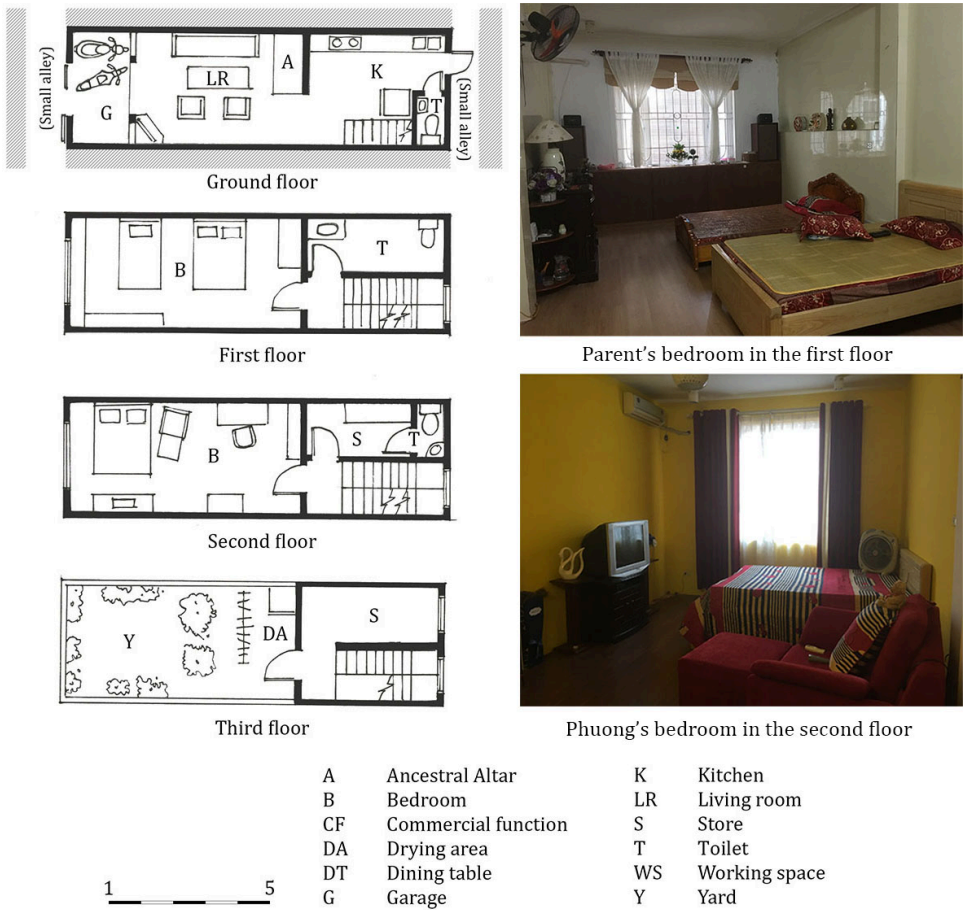 (Small alley)
G
LR
A
K
T
(Small alley)
Ground floor
B
T
First floor
B
S
T
Second floor
Y
DA
S
Third floor
Parent's bedroom in the first floor
Phuong's bedroom in the second floor
A Ancestral Altar
B Bedroom
CF Commercial function
DA Drying area
DT Dining table
G Garage
K Kitchen
LR Living room
S Store
T Toilet
WS Working space
Y Yard
1 5